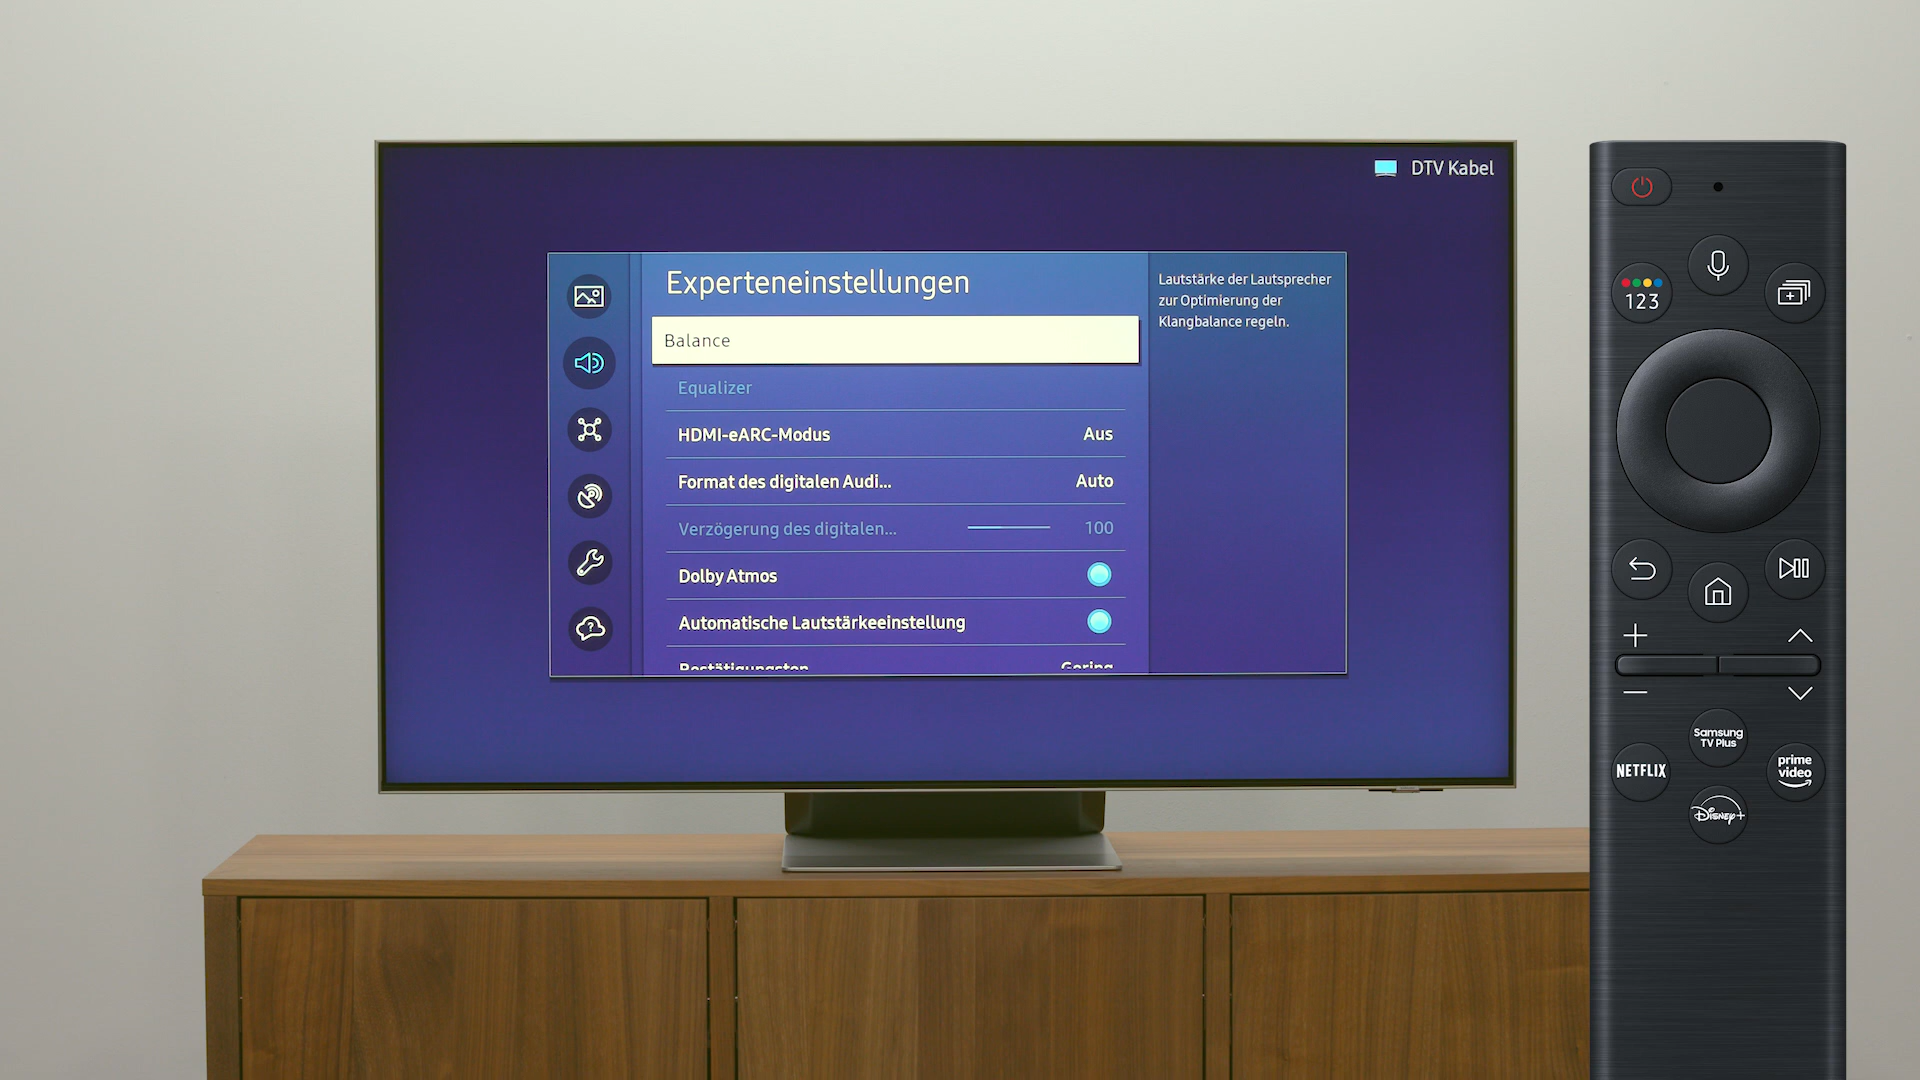 DTV Kabel
Experteneinstellungen
Balance
Equalizer
HDMI-eARC-Modus Aus
Format des digitalen Audi... Auto
Verzögerung des digitalen... 100
Dolby Atmos
Automatische Lautstärkeeinstellung
Bestätigungston Gering
Lautstärke der Lautsprecher
zur Optimierung der
Klangbalance regeln.
123
Samsung
TV Plus
NETFLIX
prime
video
Disney+